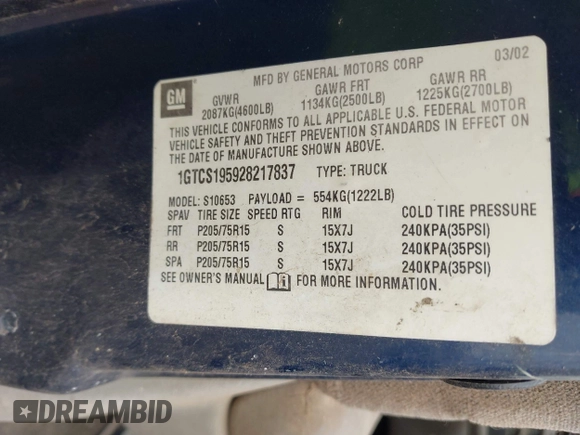 GM
MFD BY GENERAL MOTORS CORP 03/02
GVWR GAWR FRT GAWR RR
2087KG(4600LB) 1134KG(2500LB) 1225KG(2700LB)
THIS VEHICLE CONFORMS TO ALL APPLICABLE U.S. FEDERAL MOTOR
VEHICLE SAFETY AND THEFT PREVENTION STANDARDS IN EFFECT ON
THE DATE OF MANUFACTURE SHOWN ABOVE.
1GTCS195928217837 TYPE: TRUCK
MODEL: S10653 PAYLOAD = 554KG(1222LB)
SPAV TIRE SIZE SPEED RTG RIM COLD TIRE PRESSURE
FRT P205/75R15 S 15X7J 240KPA(35PSI)
RR P205/75R15 S 15X7J 240KPA(35PSI)
SPA P205/75R15 S 15X7J 240KPA(35PSI)
SEE OWNER'S MANUAL FOR MORE INFORMATION.
DREAMBID